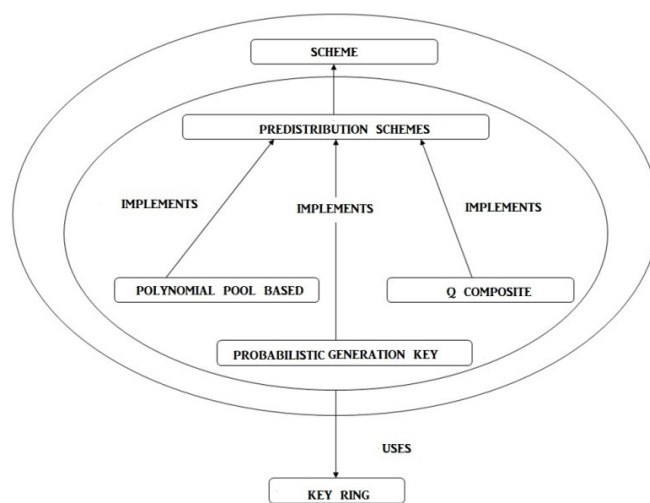 SCHEME
PREDISTRIBUTION SCHEMES
IMPLEMENTS
IMPLEMENTS
IMPLEMENTS
POLYNOMIAL POOL BASED
Q COMPOSITE
PROBABILISTIC GENERATION KEY
USES
KEY RING